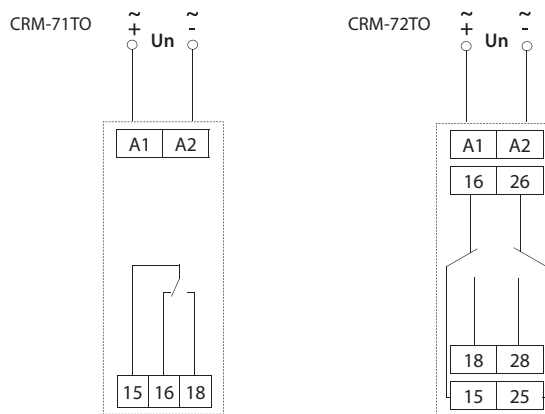 CRM-71TO
~ ~
+ Un -
A1 A2
15 16 18
CRM-72TO
~ ~
+ Un -
A1 A2
16 26
18 28
15 25